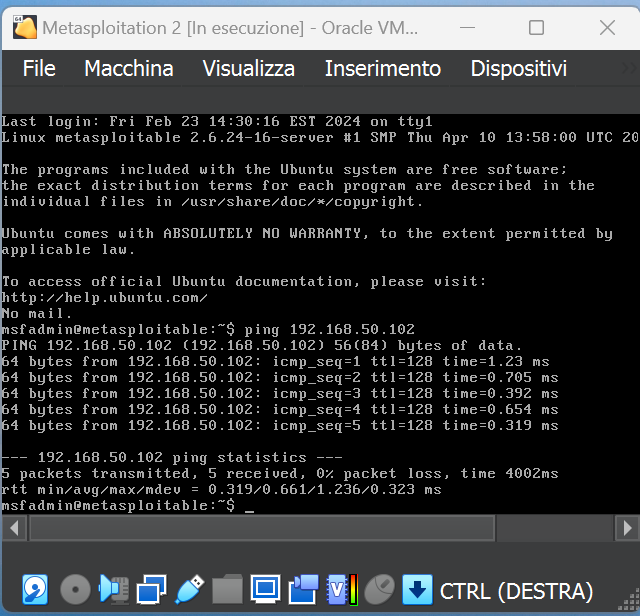 Metasploitation 2 [In esecuzione] - Oracle VM...
File Macchina Visualizza Inserimento Dispositivi
Last login: Fri Feb 23 14:30:16 EST 2024 on tty1
Linux metasploitable 2.6.24-16-server #1 SMP Thu Apr 10 13:58:00 UTC 20
The programs included with the Ubuntu system are free software;
the exact distribution terms for each program are described in the
individual files in /usr/share/doc/*/copyright.
Ubuntu comes with ABSOLUTELY NO WARRANTY, to the extent permitted by
applicable law.
To access official Ubuntu documentation, please visit:
http://help.ubuntu.com/
No mail.
msfadmin@metasploitable:~$ ping 192.168.50.102
PING 192.168.50.102 (192.168.50.102) 56(84) bytes of data.
64 bytes from 192.168.50.102: icmp_seq=1 ttl=128 time=1.23 ms
64 bytes from 192.168.50.102: icmp_seq=2 ttl=128 time=0.705 ms
64 bytes from 192.168.50.102: icmp_seq=3 ttl=128 time=0.392 ms
64 bytes from 192.168.50.102: icmp_seq=4 ttl=128 time=0.654 ms
64 bytes from 192.168.50.102: icmp_seq=5 ttl=128 time=0.319 ms
--- 192.168.50.102 ping statistics ---
5 packets transmitted, 5 received, 0% packet loss, time 4002ms
rtt min/avg/max/mdev = 0.319/0.661/1.236/0.323 ms
msfadmin@metasploitable:~$ _
CTRL (DESTRA)